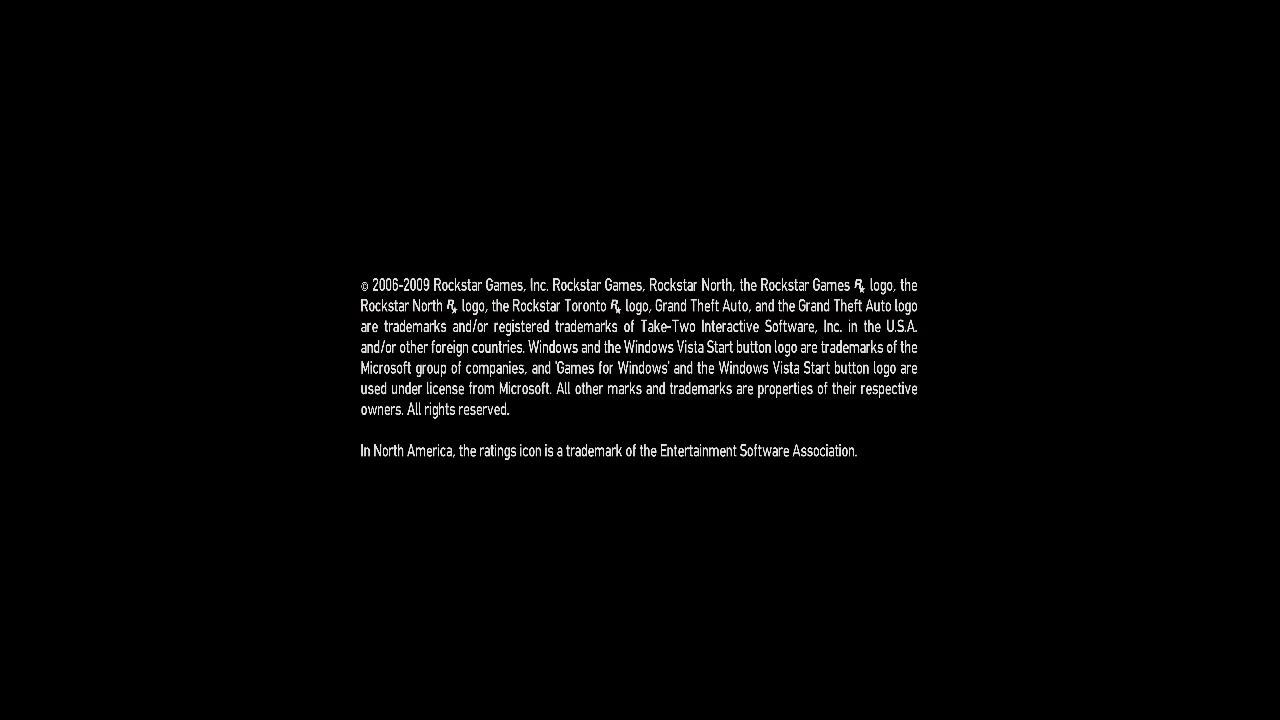 © 2006-2009 Rockstar Games, Inc. Rockstar Games, Rockstar North, the Rockstar Games R★ logo, the
Rockstar North R★ logo, the Rockstar Toronto R★ logo, Grand Theft Auto, and the Grand Theft Auto logo
are trademarks and/or registered trademarks of Take-Two Interactive Software, Inc. in the U.S.A.
and/or other foreign countries. Windows and the Windows Vista Start button logo are trademarks of the
Microsoft group of companies, and 'Games for Windows' and the Windows Vista Start button logo are
used under license from Microsoft. All other marks and trademarks are properties of their respective
owners. All rights reserved.
In North America, the ratings icon is a trademark of the Entertainment Software Association.